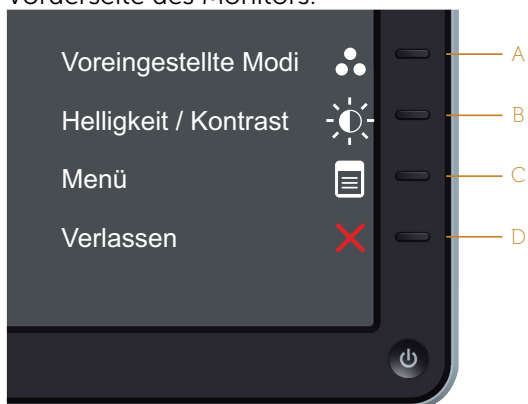 Vorderseite des Monitors.
Voreingestellte Modi A
Helligkeit / Kontrast B
Menü C
Verlassen D